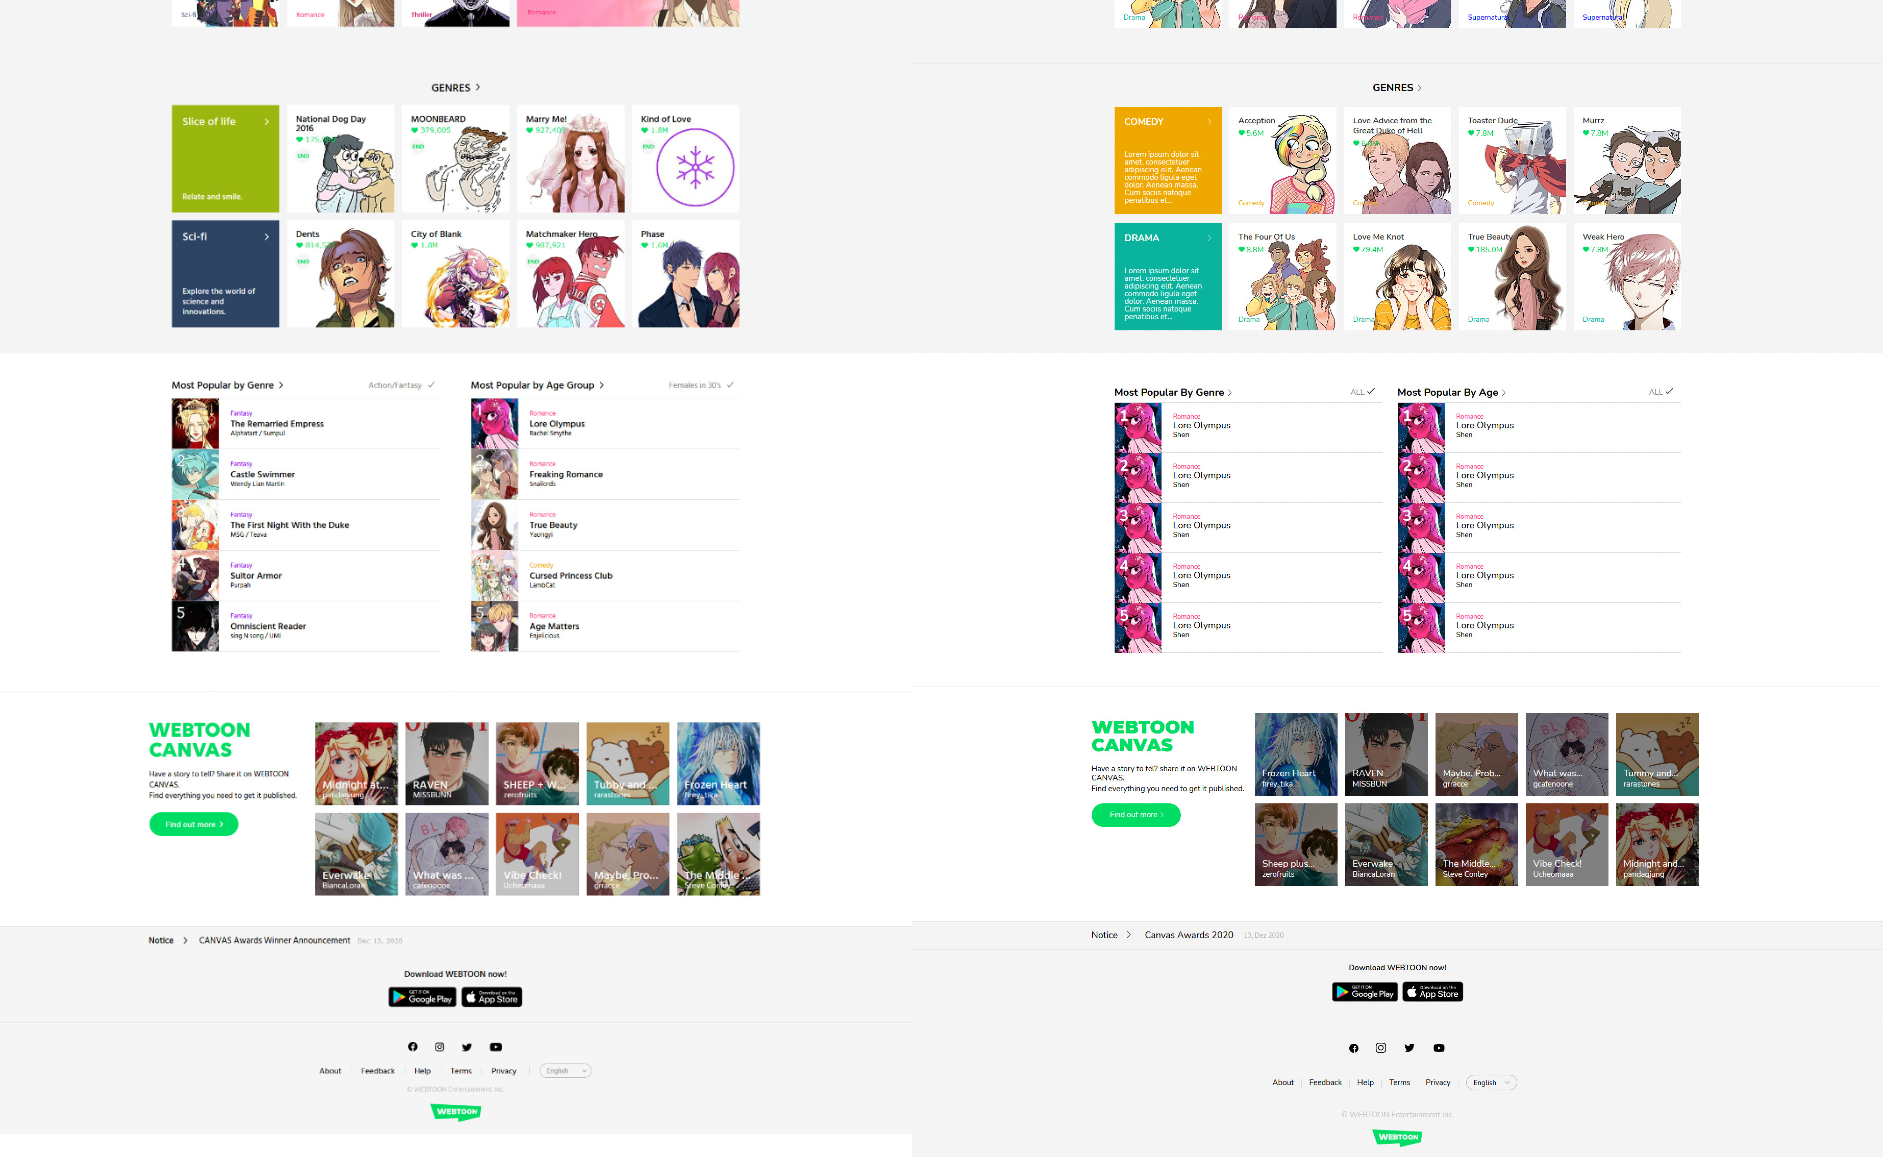 Sci-fi
Romance
Thriller
Romance
GENRES
Slice of life
Relate and smile.
National Dog Day
2016
END
MOONBEARD
379,005
END
Marry Me!
Kind of Love
1.8M
END
Sci-fi
Explore the world of
science and
innovations.
Dents
END
City of Blank
1.8M
Matchmaker Hero
987,921
END
Phase
1.6M
Most Popular by Genre
Action/Fantasy
1
Fantasy
The Remarried Empress
Alphatart / Sumpul
2
Fantasy
Castle Swimmer
Wendy Lian Martin
3
Fantasy
The First Night With the Duke
MSG / Teava
4
Fantasy
Suitor Armor
Purpah
5
Fantasy
Omniscient Reader
sing N song / UMI
Most Popular by Age Group
Females in 30's
1
Romance
Lore Olympus
Rachel Smythe
2
Romance
Freaking Romance
Snailords
Romance
True Beauty
Yaongyi
4
Comedy
Cursed Princess Club
LambCat
5
Romance
Age Matters
Enjelicious
WEBTOON
CANVAS
Have a story to tell? Share it on WEBTOON
CANVAS.
Find everything you need to get it published.
Find out more
Midnight at...
pandagjung
RAVEN
MISSBUNN
SHEEP + W...
zerofruits
Tubby and ...
rarastones
Frozen Heart
firey_tika
Everwake
BiancaLoran
What was ...
cafenoone
Vibe Check!
Ucheomaaa
Maybe, Pro...
grracce
The Middle ...
Steve Conley
Notice
CANVAS Awards Winner Announcement
Dec 13, 2020
Download WEBTOON now!
GET IT ON
Google Play
Download on the
App Store
About
Feedback
Help
Terms
Privacy
English
© WEBTOON Entertainment Inc.
WEBTOON
Drama
Romance
Romance
Supernatural
Supernatural
GENRES
COMEDY
Lorem ipsum dolor sit
amet, consectetuer
adipiscing elit. Aenean
commodo ligula eget
dolor. Aenean massa.
Cum sociis natoque
penatibus et...
Acception
5.6M
Comedy
Love Advice from the
Great Duke of Hell
Comedy
Toaster Dude
7.8M
Comedy
Murrz
7.8M
Comedy
DRAMA
Lorem ipsum dolor sit
amet, consectetuer
adipiscing elit. Aenean
commodo ligula eget
dolor. Aenean massa.
Cum sociis natoque
penatibus et...
The Four Of Us
8.8M
Drama
Love Me Knot
79.4M
Drama
True Beauty
185.0M
Drama
Weak Hero
7.8M
Drama
Most Popular By Genre
ALL
1
Romance
Lore Olympus
Shen
2
Romance
Lore Olympus
Shen
3
Romance
Lore Olympus
Shen
4
Romance
Lore Olympus
Shen
5
Romance
Lore Olympus
Shen
Most Popular By Age
ALL
1
Romance
Lore Olympus
Shen
2
Romance
Lore Olympus
Shen
3
Romance
Lore Olympus
Shen
4
Romance
Lore Olympus
Shen
5
Romance
Lore Olympus
Shen
WEBTOON
CANVAS
Have a story to tell? share it on WEBTOON
CANVAS.
Find everything you need to get it published.
Find out more
Frozen Heart
firey_tika
RAVEN
MISSBUN
Maybe, Prob...
grracce
What was...
gcafenoone
Tummy and...
rarastones
Sheep plus...
zerofruits
Everwake
BiancaLoran
The Middle...
Steve Conley
Vibe Check!
Ucheomaaa
Midnight and...
pandagjung
Notice
Canvas Awards 2020
13, Dez 2020
Download WEBTOON now!
GET IT ON
Google Play
Download on the
App Store
About
Feedback
Help
Terms
Privacy
English
© WEBTOON Entertainment Inc.
WEBTOON